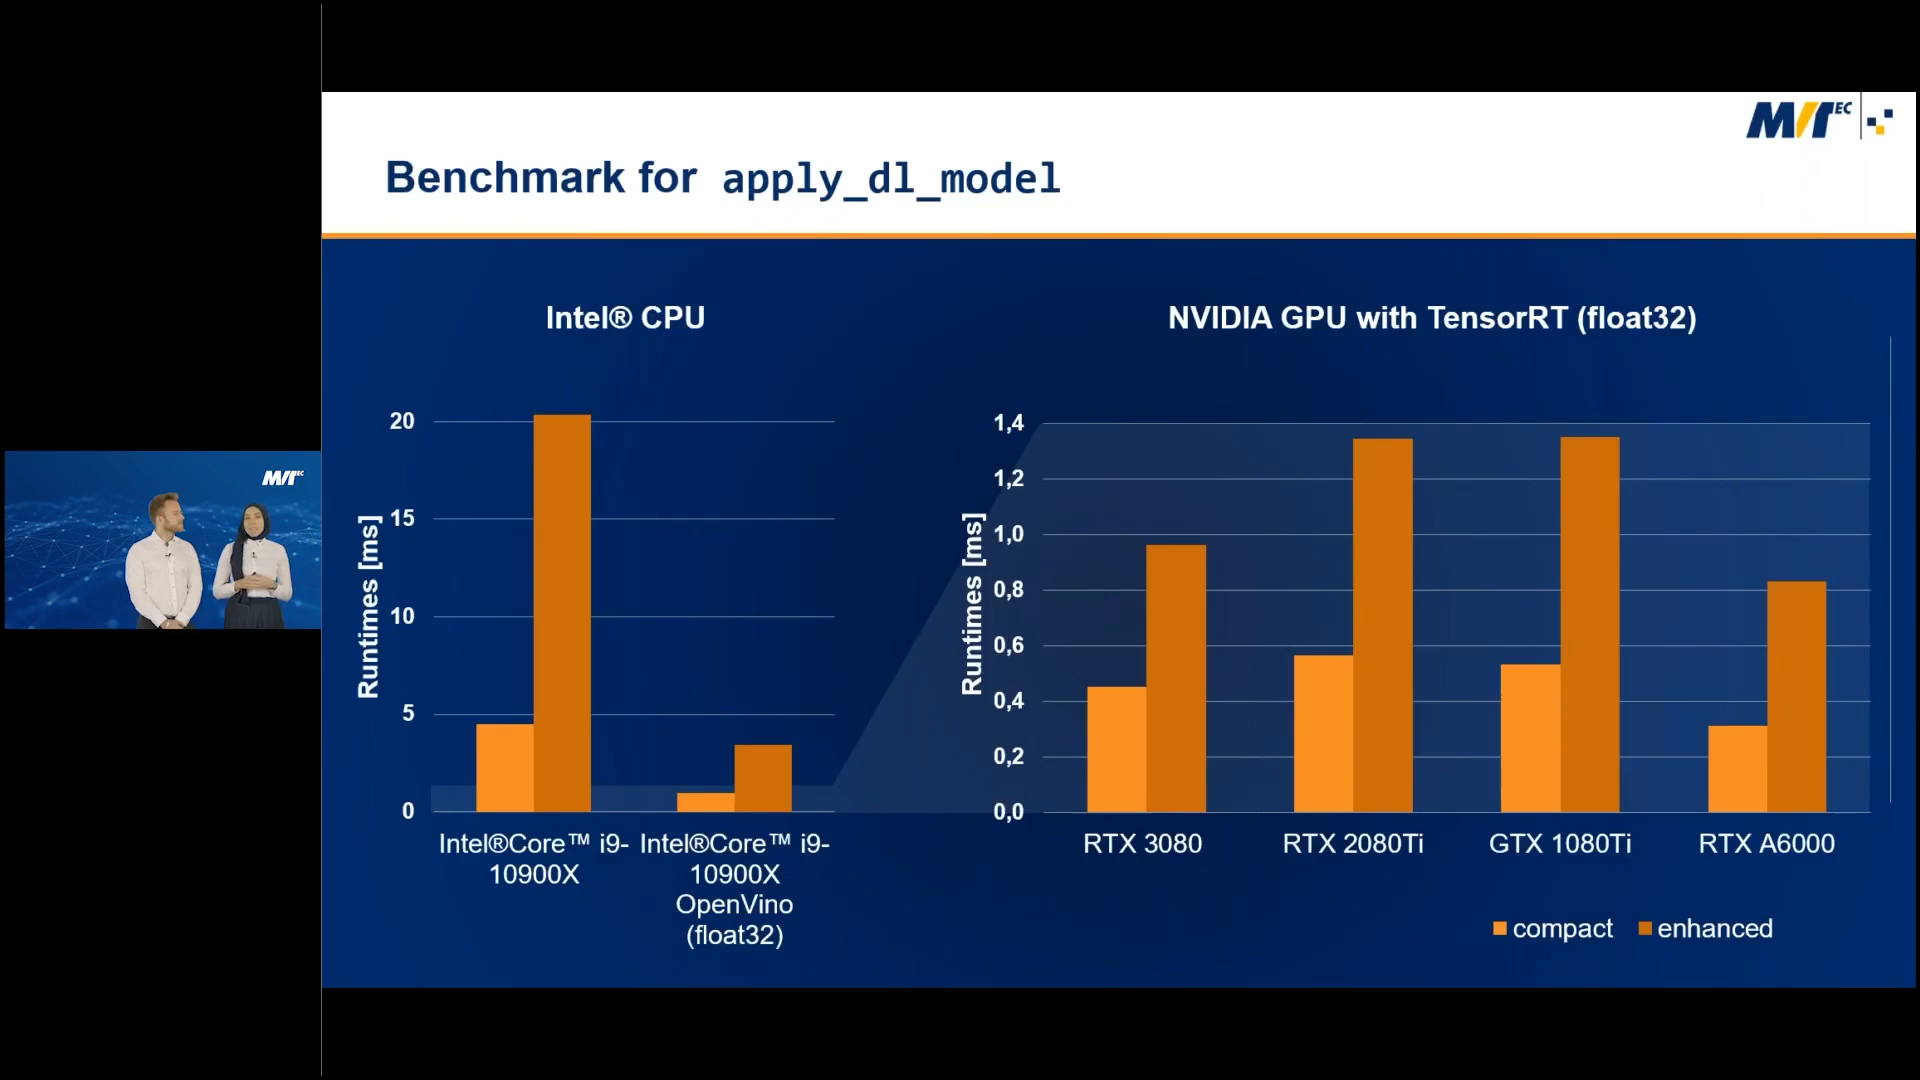 MVTEC
Benchmark for apply_dl_model
Intel® CPU
NVIDIA GPU with TensorRT (float32)
Runtimes [ms]
20
15
10
5
0
Intel®Core™ i9-
10900X
Intel®Core™ i9-
10900X
OpenVino
(float32)
Runtimes [ms]
1,4
1,2
1,0
0,8
0,6
0,4
0,2
0,0
RTX 3080
RTX 2080Ti
GTX 1080Ti
RTX A6000
compact
enhanced
MVTEC